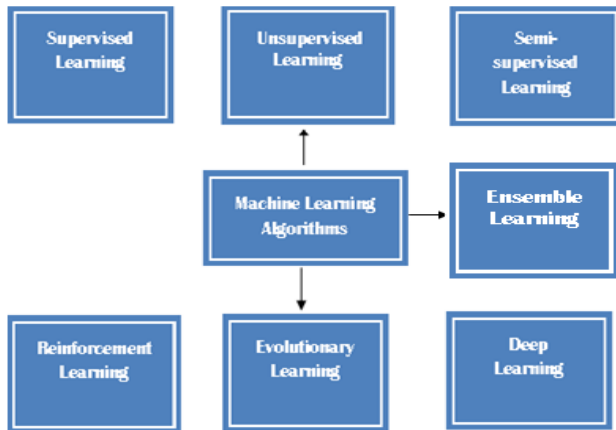 Supervised
Learning
Unsupervised
Learning
Semi-
supervised
Learning
Machine Learning
Algorithms
Ensemble
Learning
Reinforcement
Learning
Evolutionary
Learning
Deep
Learning